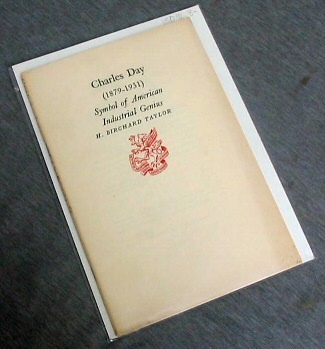 Charles Day
(1879-1931)
Symbol of American
Industrial Genius
H. BIRCHARD TAYLOR